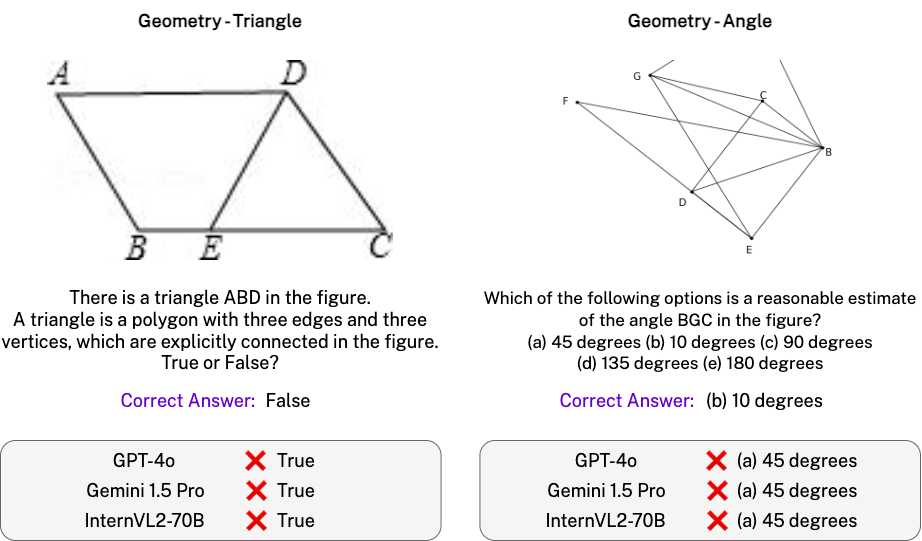 Geometry - Triangle
A
D
B
E
C
There is a triangle ABD in the figure.
A triangle is a polygon with three edges and three
vertices, which are explicitly connected in the figure.
True or False?
Correct Answer: False
GPT-4o ❌ True
Gemini 1.5 Pro ❌ True
InternVL2-70B ❌ True
Geometry - Angle
G
C
F
B
D
E
Which of the following options is a reasonable estimate
of the angle BGC in the figure?
(a) 45 degrees (b) 10 degrees (c) 90 degrees
(d) 135 degrees (e) 180 degrees
Correct Answer: (b) 10 degrees
GPT-4o ❌ (a) 45 degrees
Gemini 1.5 Pro ❌ (a) 45 degrees
InternVL2-70B ❌ (a) 45 degrees